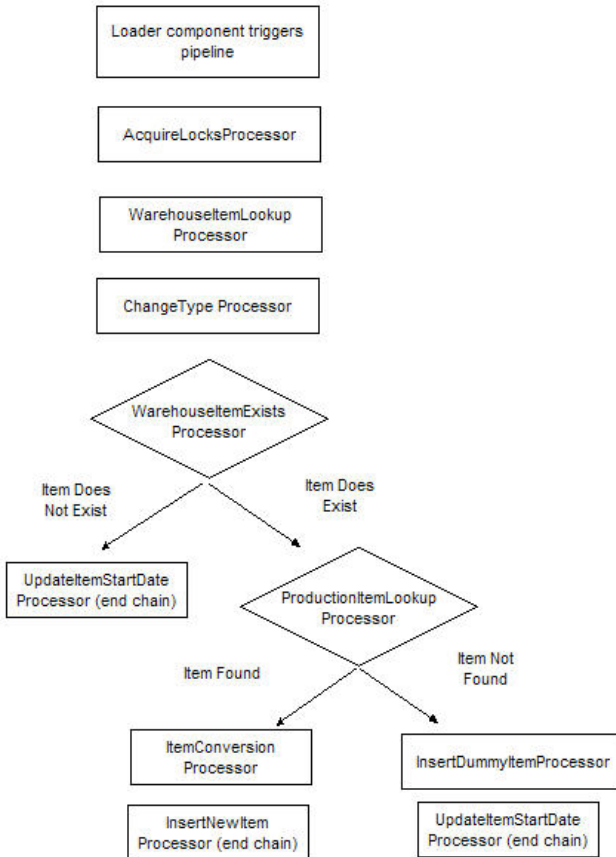 Loader component triggers
pipeline
AcquireLocksProcessor
WarehouseItemLookup
Processor
ChangeType Processor
WarehouseItemExists
Processor
Item Does
Not Exist
Item Does
Exist
UpdateItemStartDate
Processor (end chain)
ProductionItemLookup
Processor
Item Found
Item Not
Found
ItemConversion
Processor
InsertDummyItemProcessor
InsertNewItem
Processor (end chain)
UpdateItemStartDate
Processor (end chain)